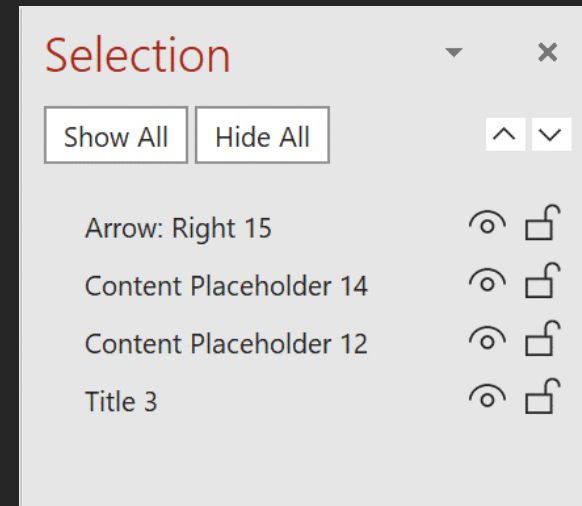 Selection
Show All Hide All
Arrow: Right 15
Content Placeholder 14
Content Placeholder 12
Title 3